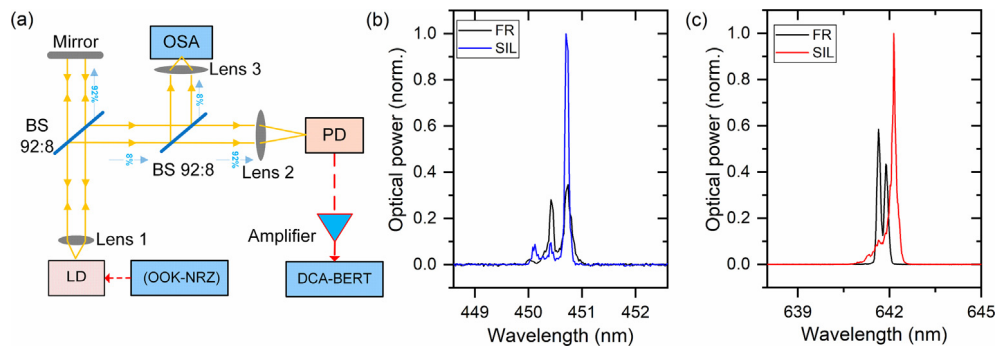 (a)
Mirror
OSA
Lens 3
92%
8%
BS
92:8
8%
BS 92:8
92%
Lens 2
PD
Lens 1
Amplifier
LD
(OOK-NRZ)
DCA-BERT
(b)
FR
SIL
Optical power (norm.)
1.0
0.8
0.6
0.4
0.2
0.0
449 450 451 452
Wavelength (nm)
(c)
FR
SIL
Optical power (norm.)
1.0
0.8
0.6
0.4
0.2
0.0
639 642 645
Wavelength (nm)